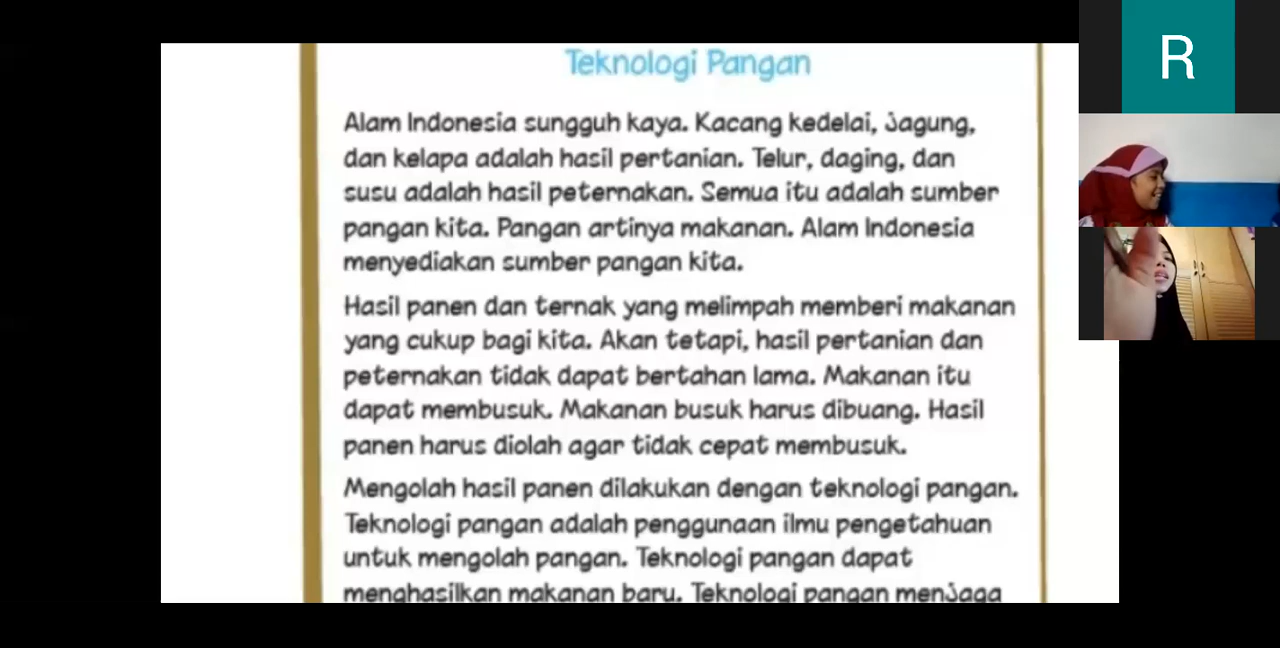 Teknologi Pangan
Alam Indonesia sungguh kaya. Kacang kedelai, jagung,
dan kelapa adalah hasil pertanian. Telur, daging, dan
susu adalah hasil peternakan. Semua itu adalah sumber
pangan kita. Pangan artinya makanan. Alam Indonesia
menyediakan sumber pangan kita.
Hasil panen dan ternak yang melimpah memberi makanan
yang cukup bagi kita. Akan tetapi, hasil pertanian dan
peternakan tidak dapat bertahan lama. Makanan itu
dapat membusuk. Makanan busuk harus dibuang. Hasil
panen harus diolah agar tidak cepat membusuk.
Mengolah hasil panen dilakukan dengan teknologi pangan.
Teknologi pangan adalah penggunaan ilmu pengetahuan
untuk mengolah pangan. Teknologi pangan dapat
menghasilkan makanan baru. Teknologi pangan menjaga
R